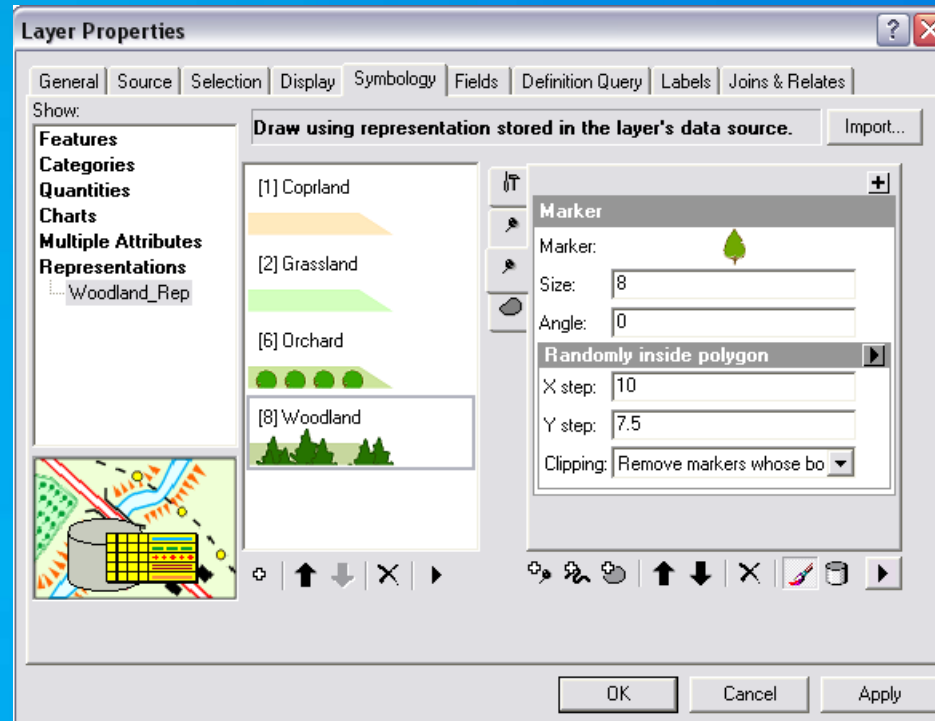 Layer Properties
General Source Selection Display Symbology Fields Definition Query Labels Joins & Relates
Show:
Features
Categories
Quantities
Charts
Multiple Attributes
Representations
Woodland_Rep
Draw using representation stored in the layer's data source.
Import...
[1] Coprland
[2] Grassland
[6] Orchard
[8] Woodland
Marker
Marker:
Size: 8
Angle: 0
Randomly inside polygon
X step: 10
Y step: 7.5
Clipping: Remove markers whose bo
OK Cancel Apply